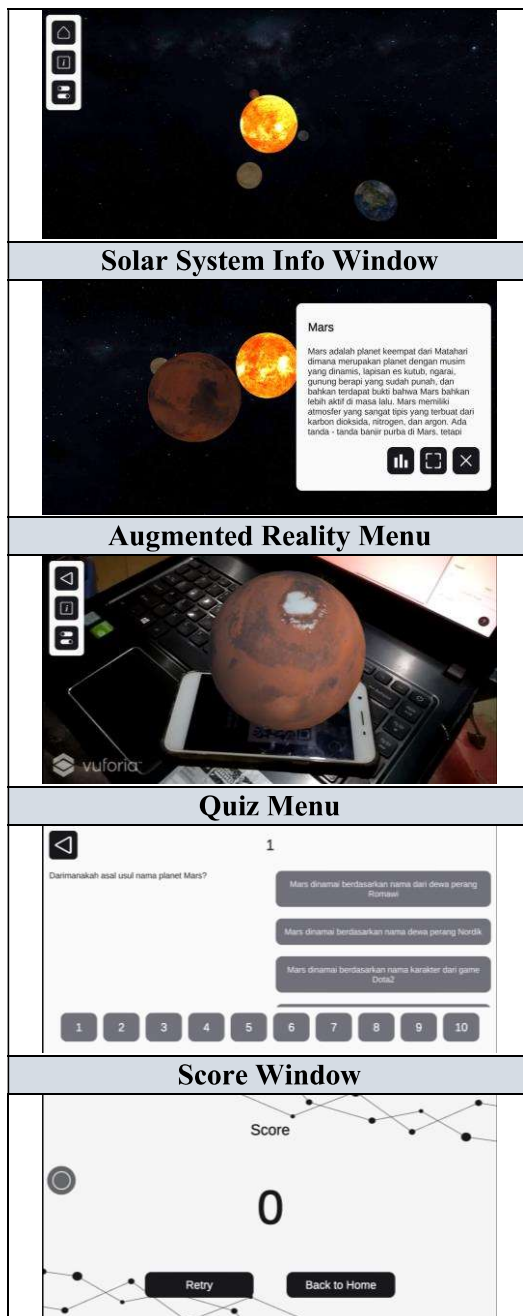 Solar System Info Window
Mars
Mars adalah planet keempat dari Matahari
dimana merupakan planet dengan musim
yang dinamis, lapisan es kutub, ngarai,
gunung berapi yang sudah punah, dan
bahkan terdapat bukti bahwa Mars bahkan
lebih aktif di masa lalu. Mars memiliki
atmosfer yang sangat tipis yang terbuat dari
karbon dioksida, nitrogen, dan argon. Ada
tanda - tanda banjir purba di Mars, tetapi
Augmented Reality Menu
vuforia
Quiz Menu
1
Darimanakah asal usul nama planet Mars?
Mars dinamai berdasarkan nama dari dewa perang
Romawi
Mars dinamai berdasarkan nama dewa perang Nordik
Mars dinamai berdasarkan nama karakter dari game
Dota2
1 2 3 4 5 6 7 8 9 10
Score Window
Score
0
Retry Back to Home